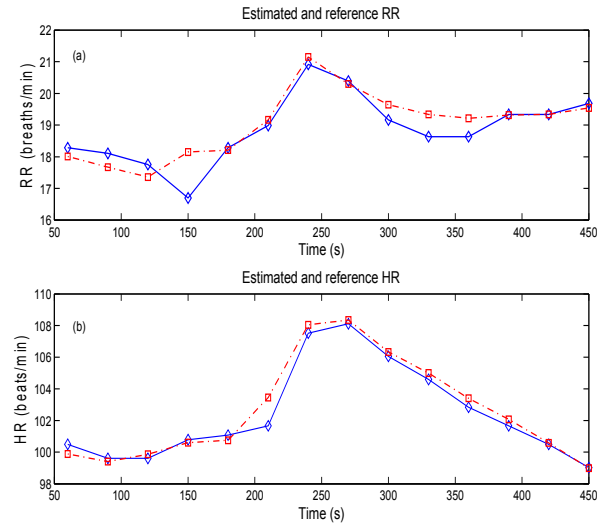 Estimated and reference RR
(a)
RR (breaths/min)
22
21
20
19
18
17
16
50 100 150 200 250 300 350 400 450
Time (s)
Estimated and reference HR
(b)
HR (beats/min)
110
108
106
104
102
100
98
50 100 150 200 250 300 350 400 450
Time (s)